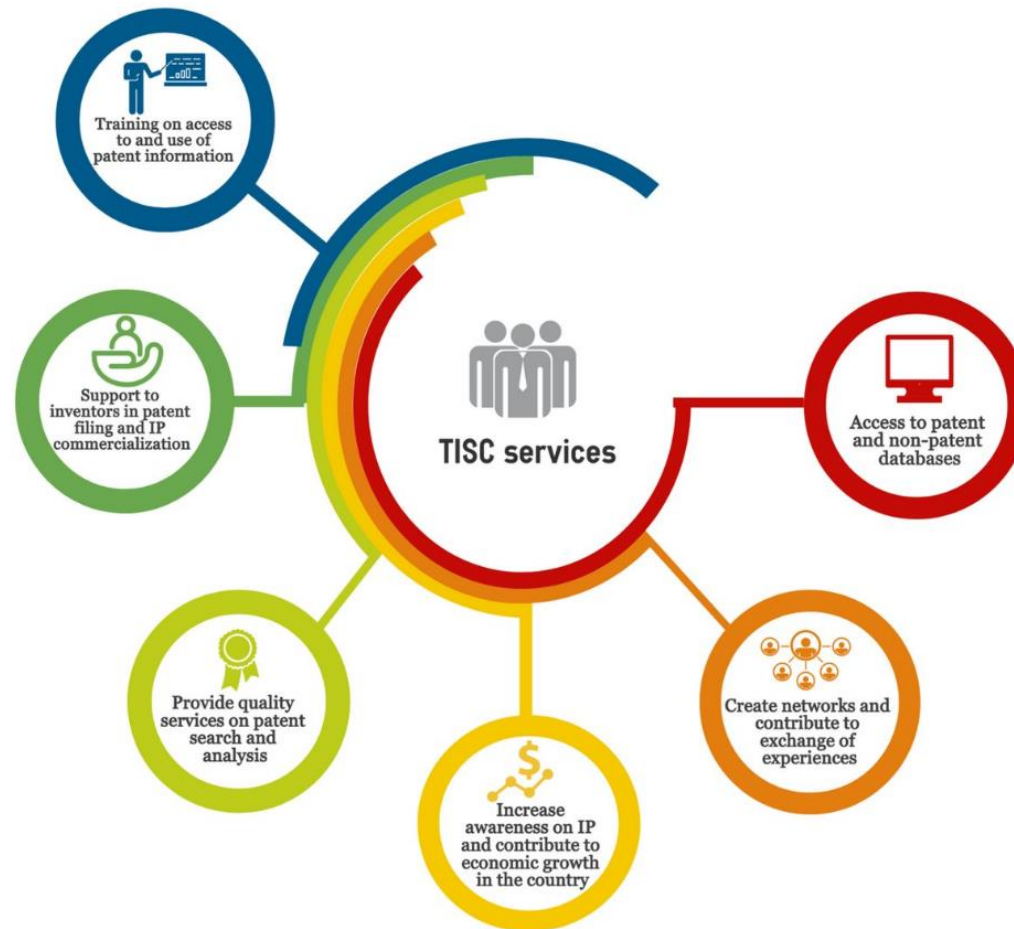 Training on access
to and use of
patent information
Support to
inventors in patent
filing and IP
commercialization
TISC services
Access to patent
and non-patent
databases
Provide quality
services on patent
search and
analysis
Create networks and
contribute to
exchange of
experiences
$
Increase
awareness on IP
and contribute to
economic growth
in the country